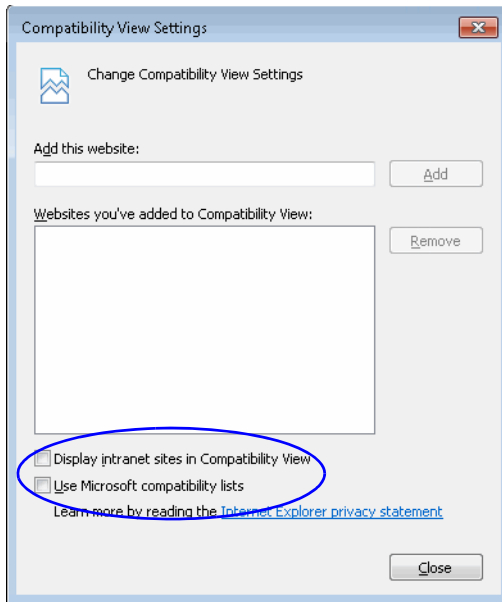 Compatibility View Settings
Change Compatibility View Settings
Add this website:
Add
Websites you've added to Compatibility View:
Remove
Display intranet sites in Compatibility View
Use Microsoft compatibility lists
Learn more by reading the Internet Explorer privacy statement
Close